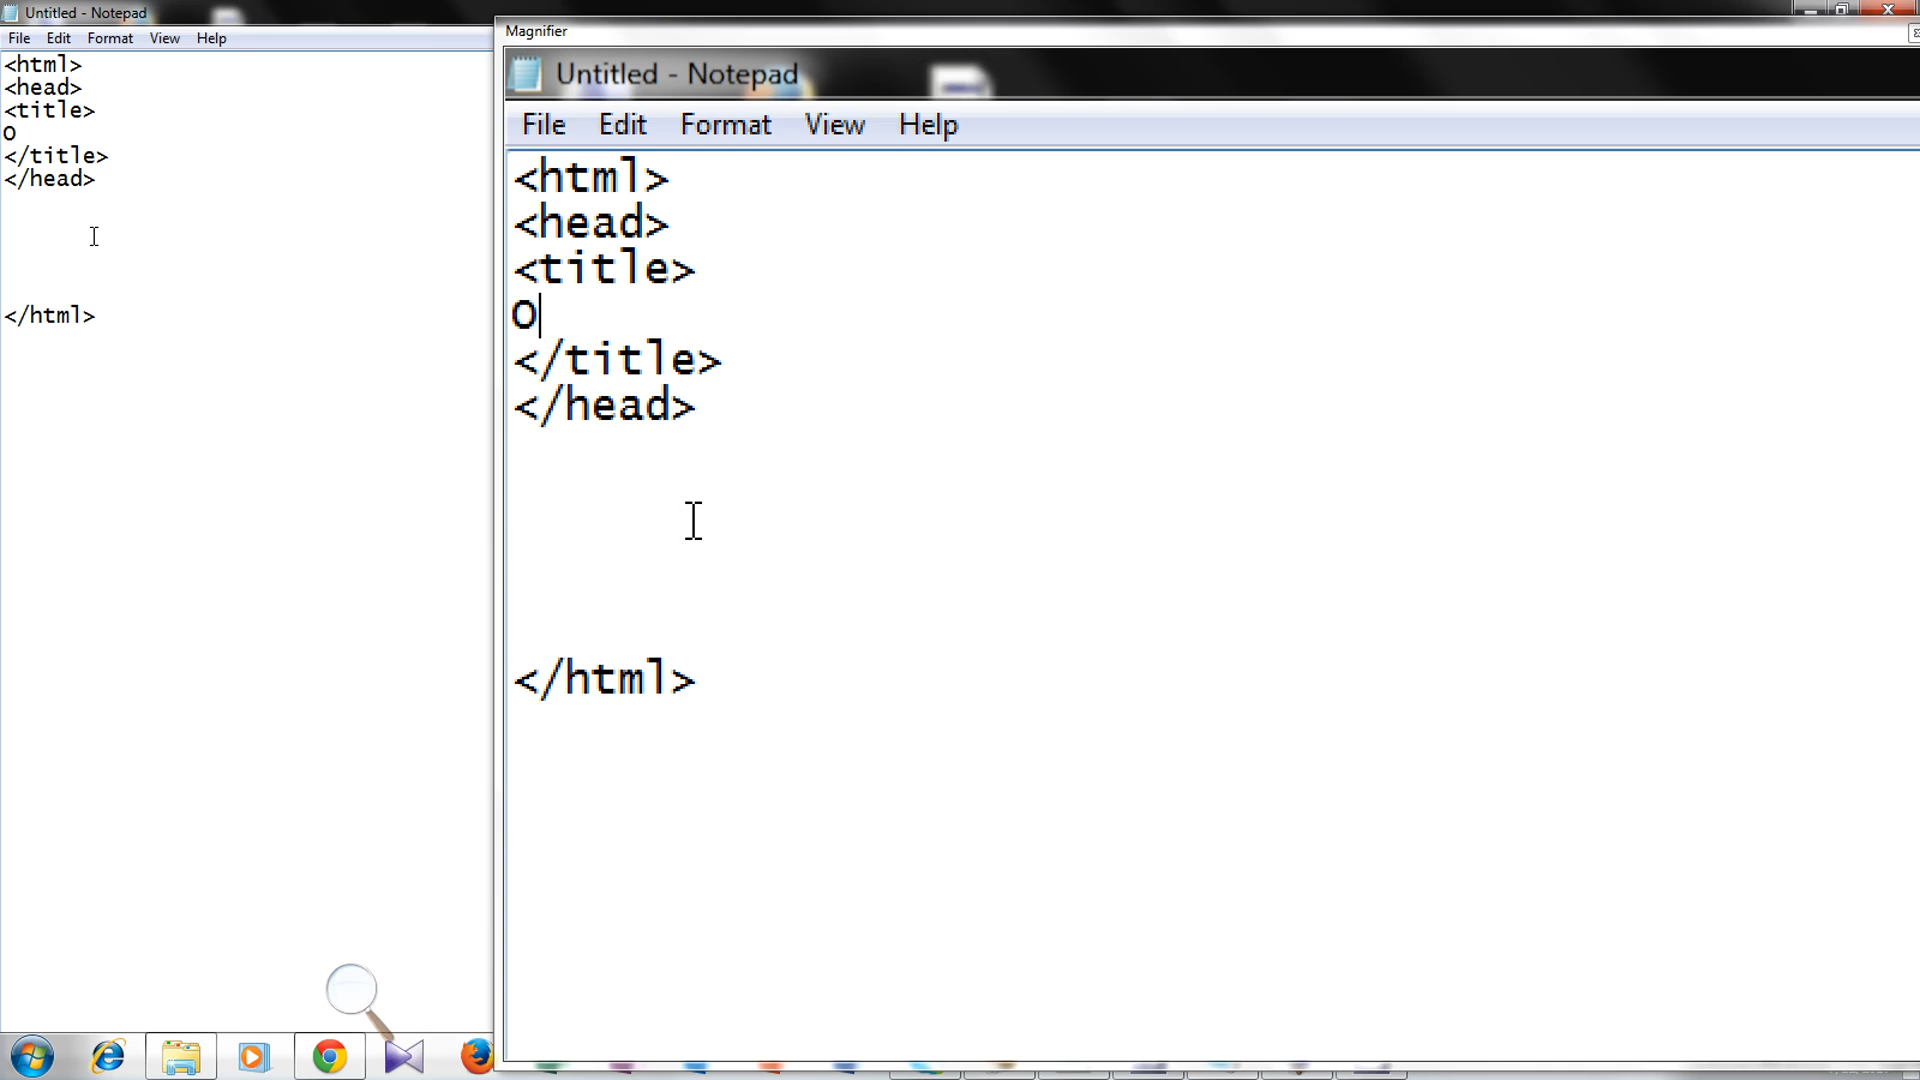 Untitled - Notepad
File Edit Format View Help
<html>
<head>
<title>
O
</title>
</head>
</html>
Magnifier
Untitled - Notepad
File Edit Format View Help
<html>
<head>
<title>
O
</title>
</head>
</html>